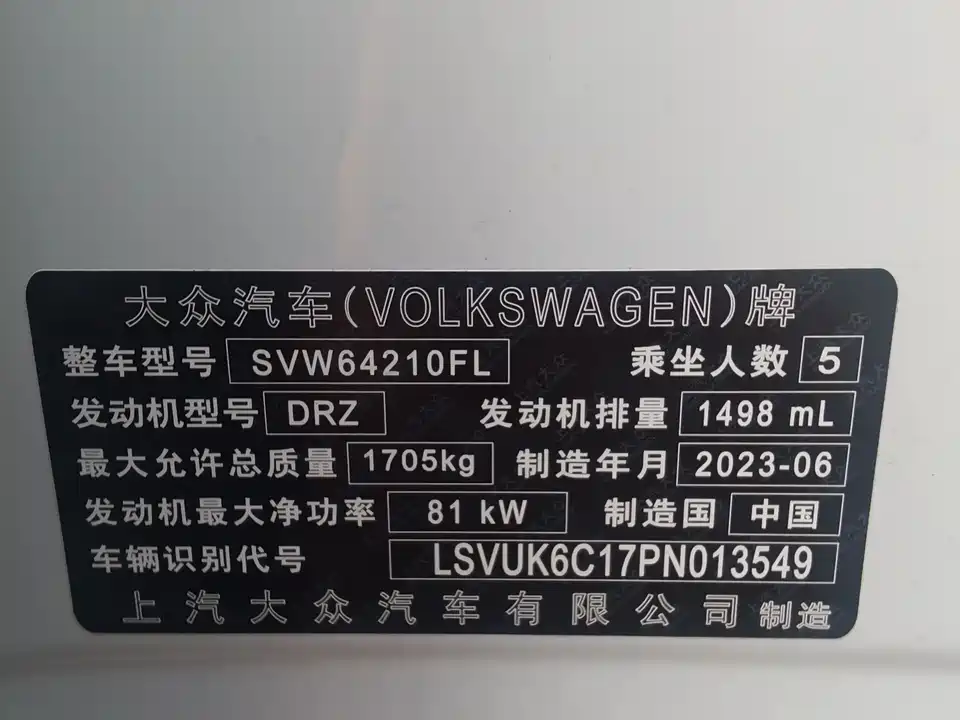 大众汽车(VOLKSWAGEN)牌
整车型号 SVW64210FL 乘坐人数 5
发动机型号 DRZ 发动机排量 1498 mL
最大允许总质量 1705kg 制造年月 2023-06
发动机最大净功率 81 kW 制造国 中国
车辆识别代号 LSVUK6C17PN013549
上汽大众汽车有限公司 制造